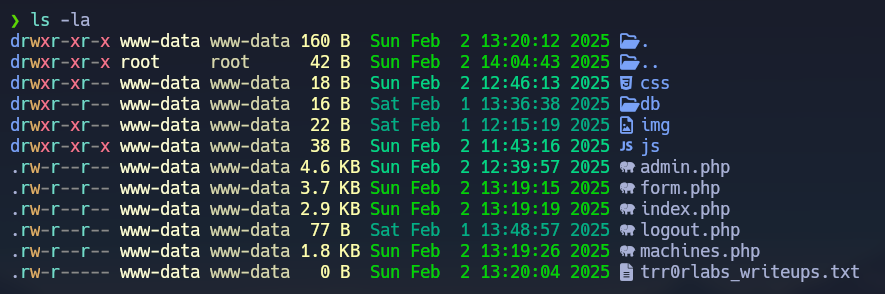 ❯ ls -la
drwxr-xr-x www-data www-data 160 B  Sun Feb  2 13:20:12 2025 .
drwxr-xr-x root     root      42 B  Sun Feb  2 14:04:43 2025 ..
drwxr-xr-x www-data www-data  18 B  Sun Feb  2 12:46:13 2025 css
drwxr--r-- www-data www-data  16 B  Sat Feb  1 13:36:38 2025 db
drwxr-xr-- www-data www-data  22 B  Sat Feb  1 12:15:19 2025 img
drwxr-xr-x www-data www-data  38 B  Sun Feb  2 11:43:16 2025 js
.rw-r--r-- www-data www-data 4.6 KB Sun Feb  2 12:39:57 2025 admin.php
.rw-r--r-- www-data www-data 3.7 KB Sun Feb  2 13:19:15 2025 form.php
.rw-r--r-- www-data www-data 2.9 KB Sun Feb  2 13:19:19 2025 index.php
.rw-r--r-- www-data www-data  77 B  Sat Feb  1 13:48:57 2025 logout.php
.rw-r--r-- www-data www-data 1.8 KB Sun Feb  2 13:19:26 2025 machines.php
.rw-r----- www-data www-data   0 B  Sun Feb  2 13:20:04 2025 trr0rlabs_writeups.txt